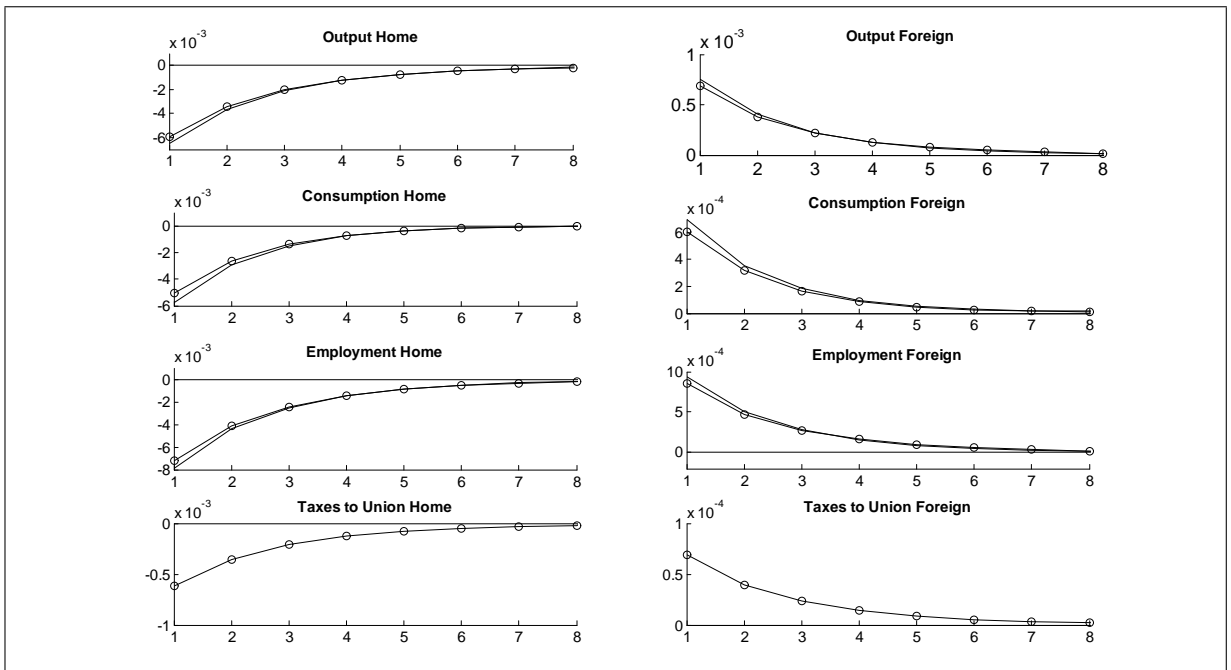 Output Home
x 10^-3
0
-2
-4
-6
1 2 3 4 5 6 7 8
Output Foreign
x 10^-3
1
0.5
0
1 2 3 4 5 6 7 8
Consumption Home
x 10^-3
0
-2
-4
-6
1 2 3 4 5 6 7 8
Consumption Foreign
x 10^-4
6
4
2
0
1 2 3 4 5 6 7 8
Employment Home
x 10^-3
0
-2
-4
-6
-8
1 2 3 4 5 6 7 8
Employment Foreign
x 10^-4
10
5
0
1 2 3 4 5 6 7 8
Taxes to Union Home
x 10^-3
0
-0.5
-1
1 2 3 4 5 6 7 8
Taxes to Union Foreign
x 10^-4
1
0.5
0
1 2 3 4 5 6 7 8